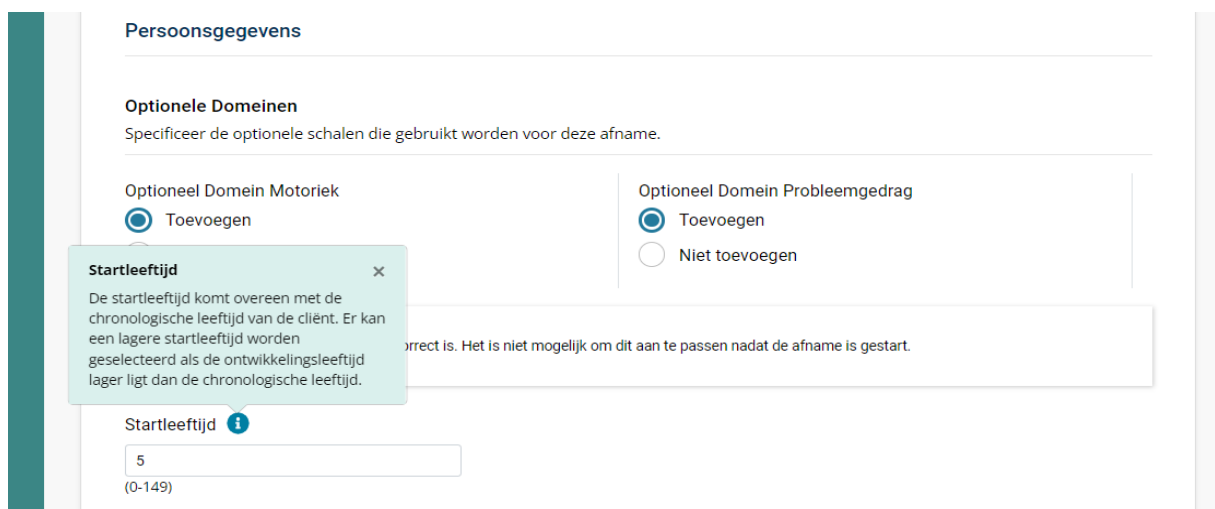 Persoonsgegevens
Optionele Domeinen
Specificeer de optionele schalen die gebruikt worden voor deze afname.
Optioneel Domein Motoriek
Toevoegen
Optioneel Domein Probleemgedrag
Toevoegen
Niet toevoegen
Startleeftijd
De startleeftijd komt overeen met de
chronologische leeftijd van de cliënt. Er kan
een lagere startleeftijd worden
geselecteerd als de ontwikkelingsleeftijd
lager ligt dan de chronologische leeftijd.
is. Het is niet mogelijk om dit aan te passen nadat de afname is gestart.
Startleeftijd
5
(0-149)